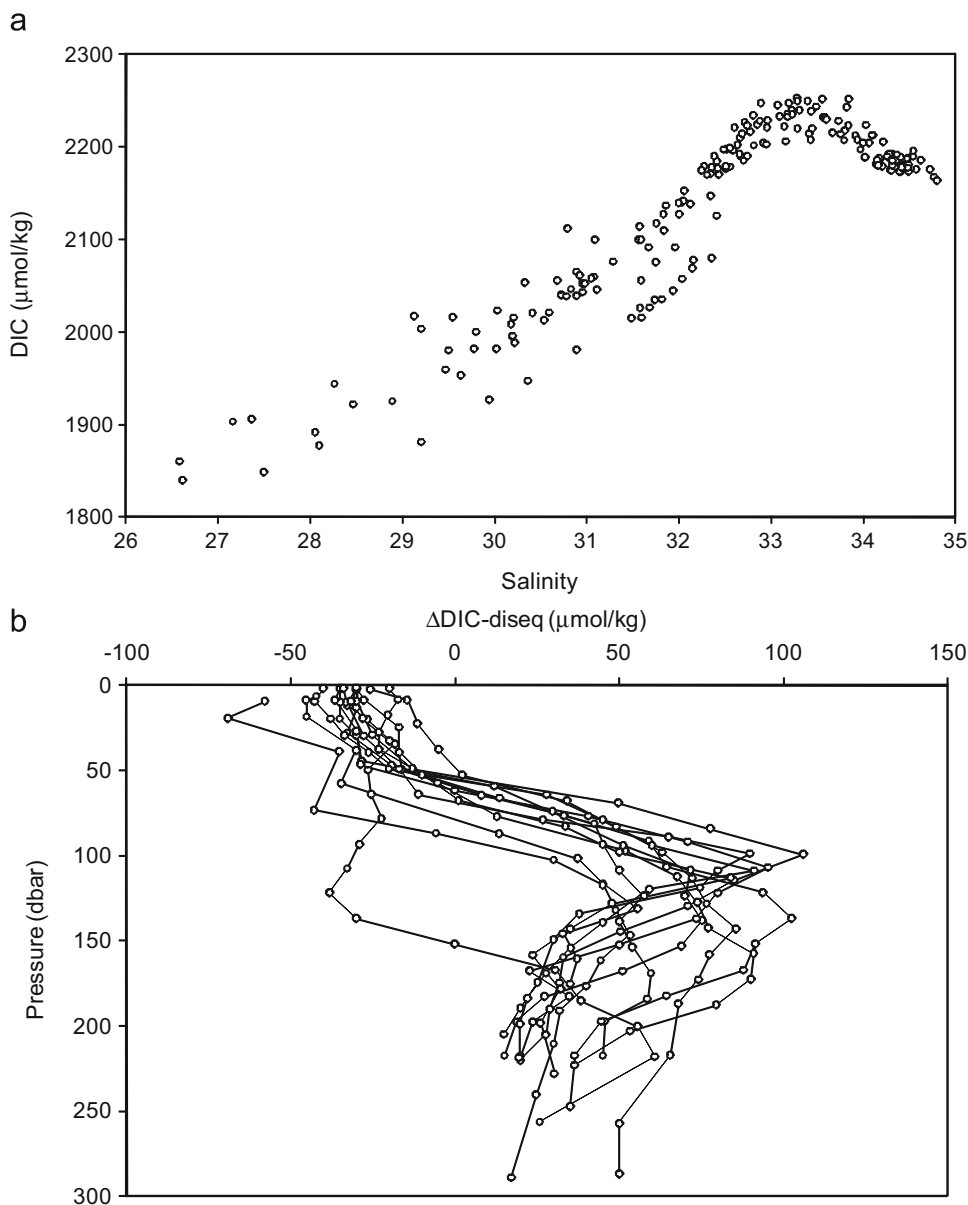 a
2300
2200
2100
2000
1900
1800
DIC (μmol/kg)
26 27 28 29 30 31 32 33 34 35
Salinity
b
ΔDIC-diseq (μmol/kg)
-100 -50 0 50 100 150
0
50
100
150
200
250
300
Pressure (dbar)